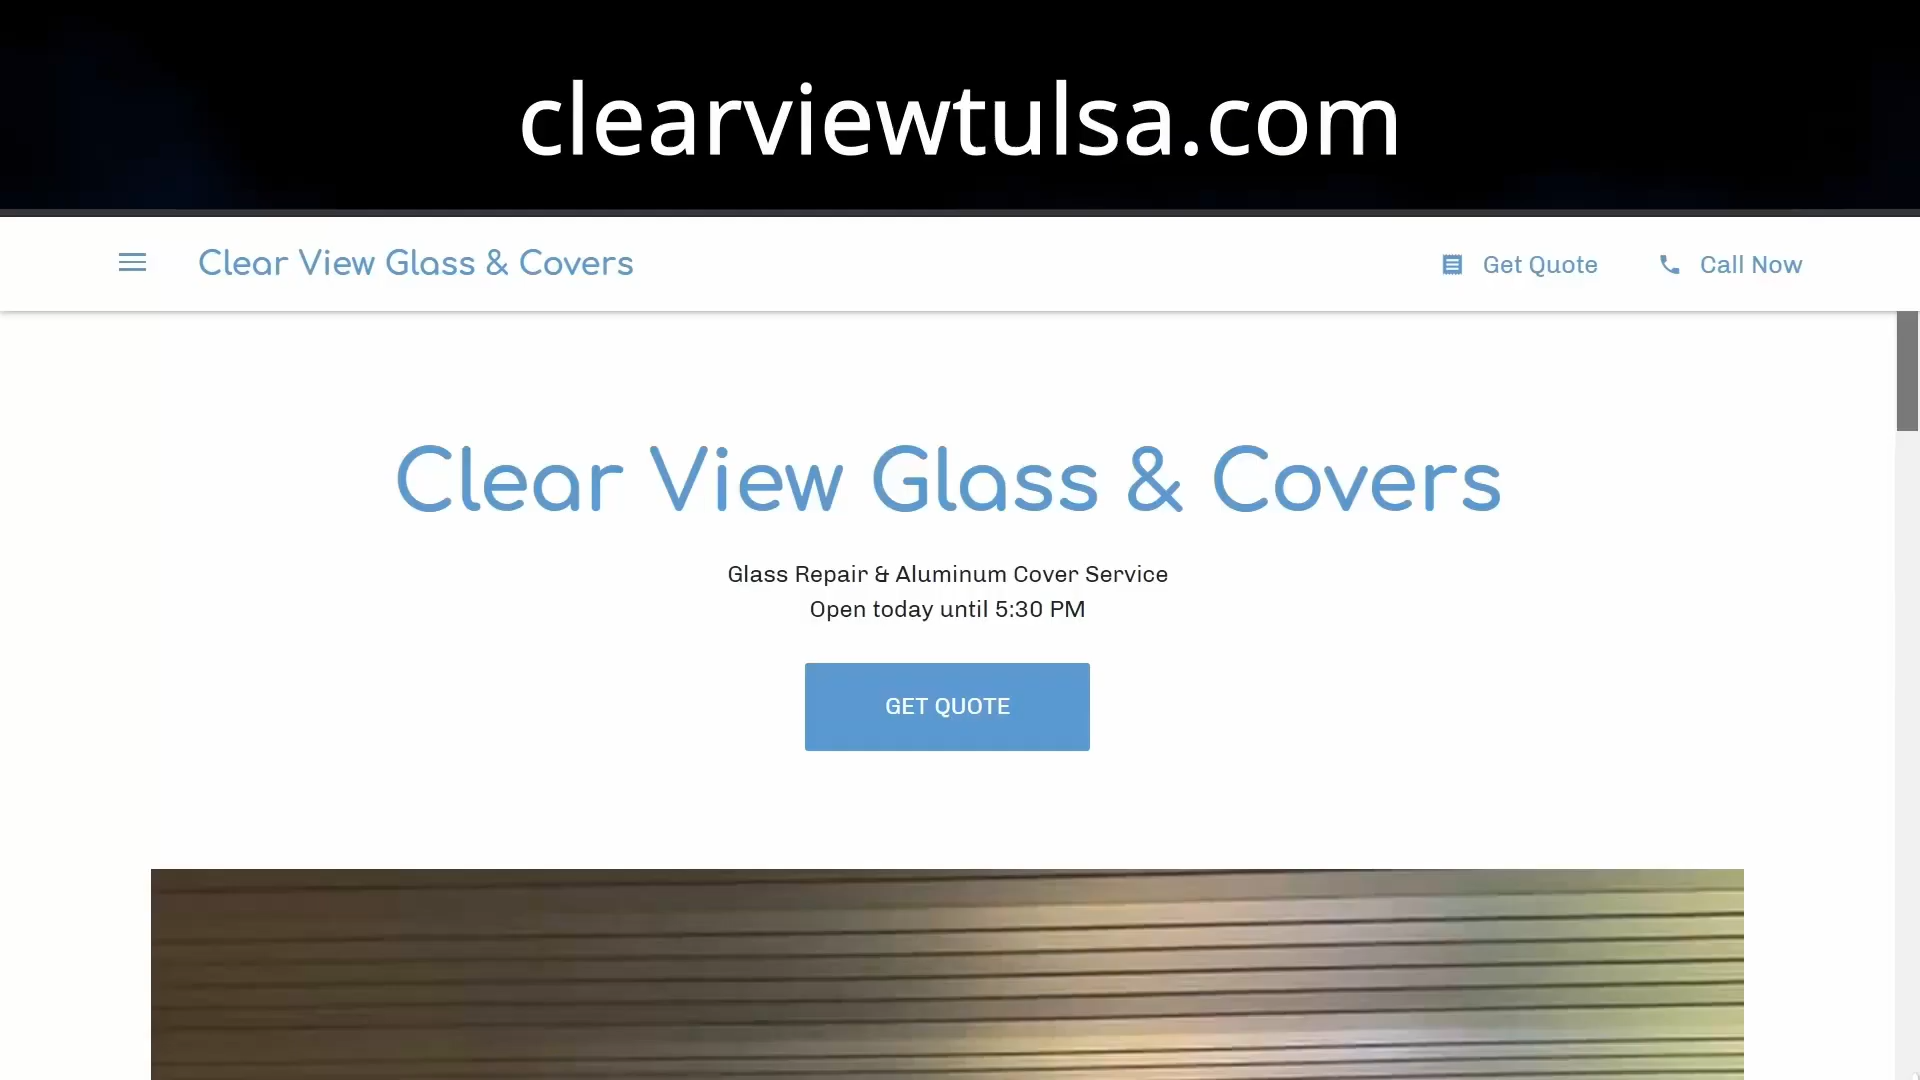 clearviewtulsa.com
Clear View Glass & Covers
Get Quote
Call Now
Clear View Glass & Covers
Glass Repair & Aluminum Cover Service
Open today until 5:30 PM
GET QUOTE